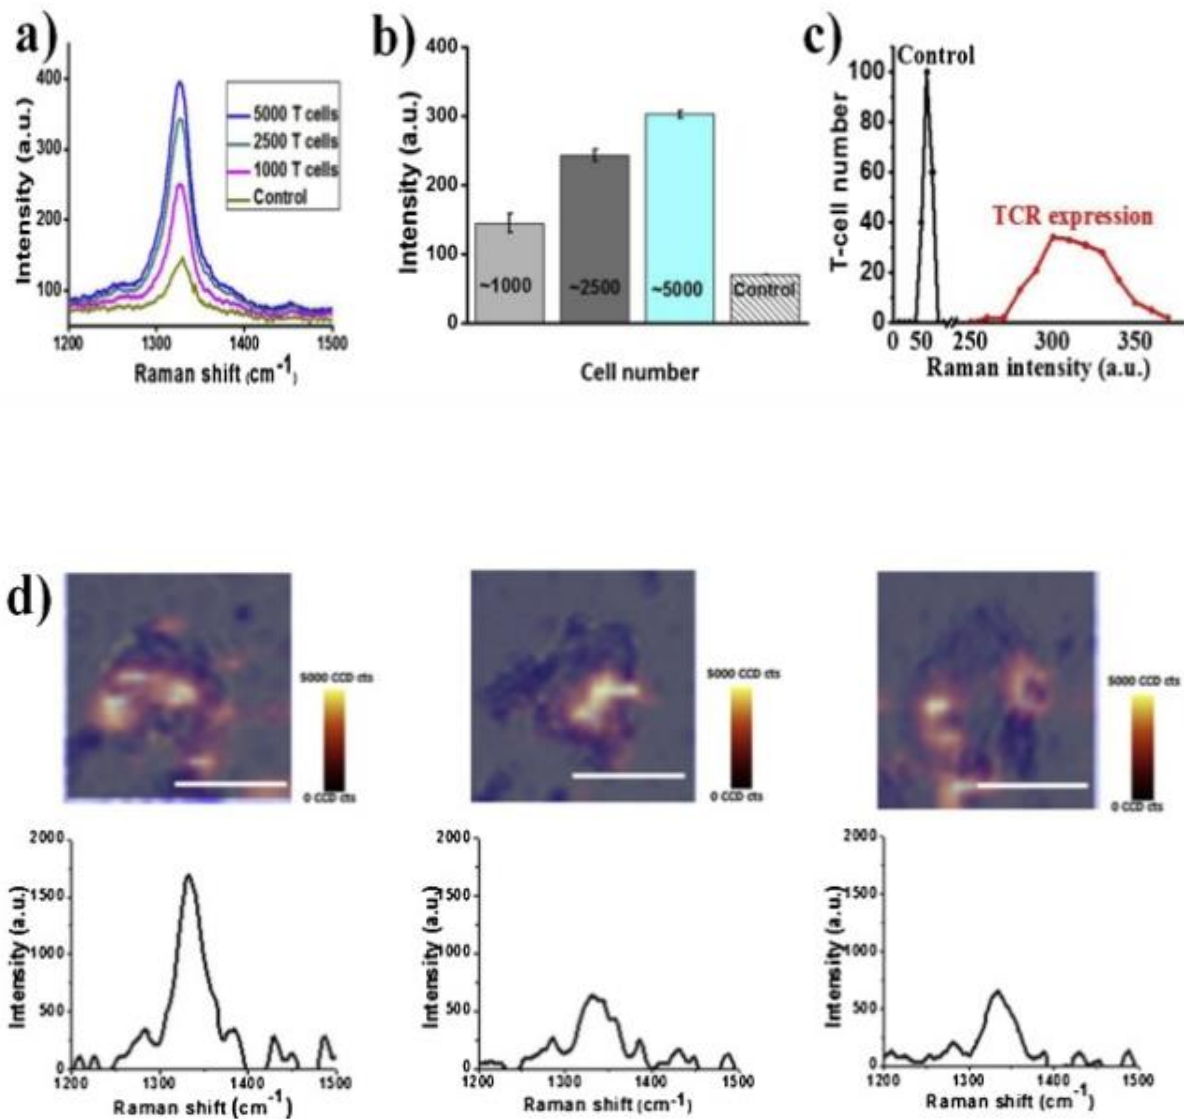 a)
Intensity (a.u.)
400
300
200
100
5000 T cells
2500 T cells
1000 T cells
Control
1200 1300 1400 1500
Raman shift (cm-1)
b)
Intensity (a.u.)
400
300
200
100
0
~1000 ~2500 ~5000 Control
Cell number
c)
Control
T-cell number
100
80
60
40
20
0
TCR expression
0 50 250 300 350
Raman intensity (a.u.)
d)
5000 CCD cts
0 CCD cts
5000 CCD cts
0 CCD cts
5000 CCD cts
0 CCD cts
Intensity (a.u.)
2000
1500
1000
500
0
1200 1300 1400 1500
Raman shift (cm-1)
Intensity (a.u.)
2000
1500
1000
500
0
1200 1300 1400 1500
Raman shift (cm-1)
Intensity (a.u.)
2000
1500
1000
500
0
1200 1300 1400 1500
Raman shift (cm-1)